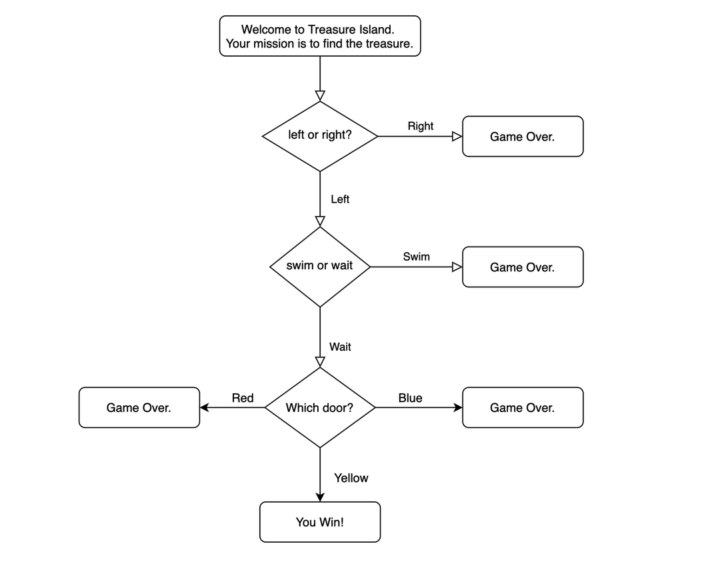 Welcome to Treasure Island.
Your mission is to find the treasure.
left or right?
Right
Game Over.
Left
swim or wait
Swim
Game Over.
Wait
Game Over.
Red
Which door?
Blue
Game Over.
Yellow
You Win!